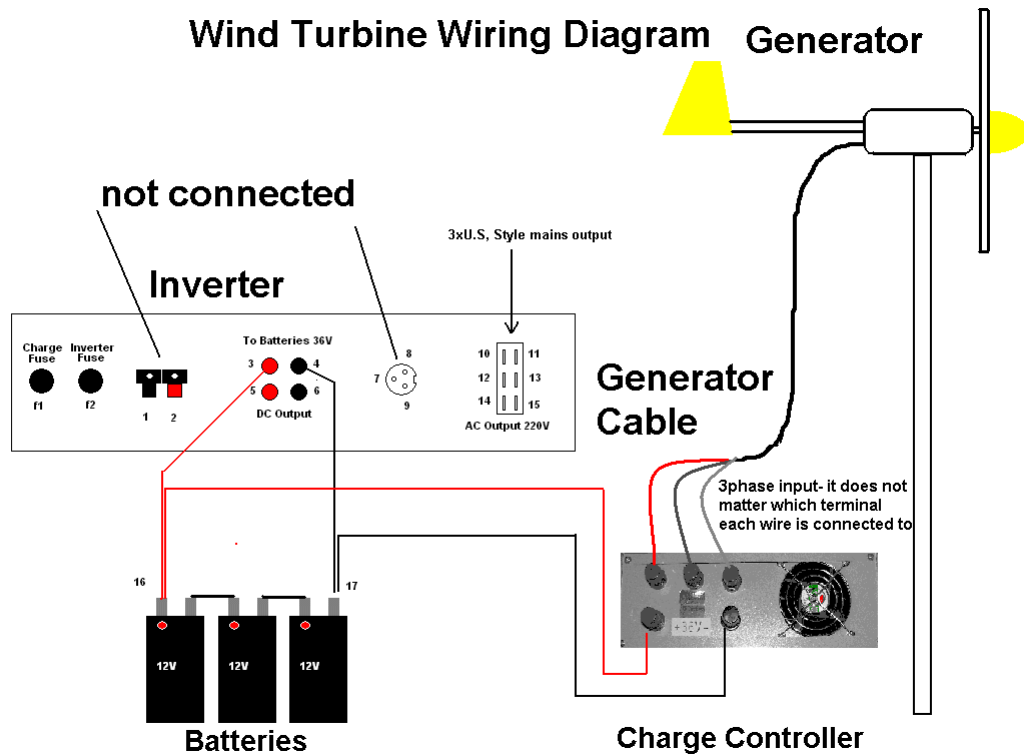 Wind Turbine Wiring Diagram
Generator
not connected
3xU.S, Style mains output
Inverter
Charge
Fuse
f1
Inverter
Fuse
f2
1
2
To Batteries 36V
3
4
5
6
DC Output
7
8
9
10
11
12
13
14
15
AC Output 220V
Generator
Cable
3phase input- it does not
matter which terminal
each wire is connected to
16
17
12V
12V
12V
+36V-
Batteries
Charge Controller